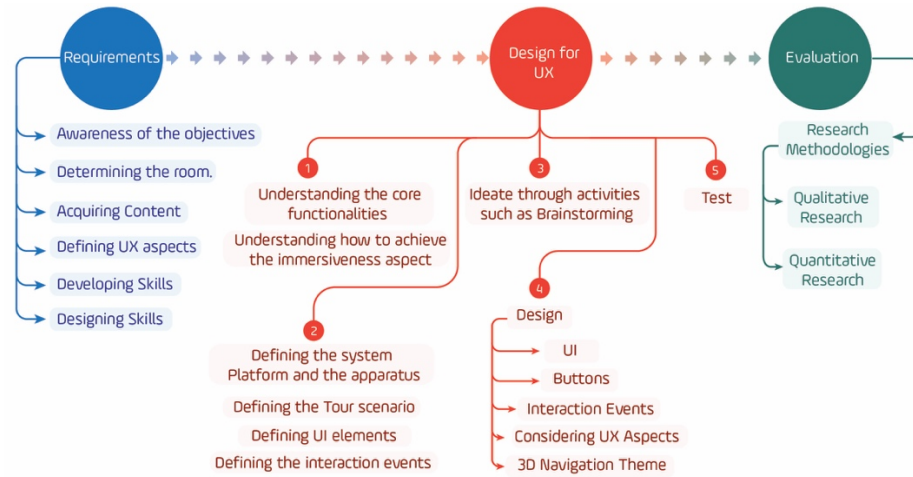 Requirements
Design for
UX
Evaluation
Awareness of the objectives
Determining the room.
Acquiring Content
Defining UX aspects
Developing Skills
Designing Skills
1
Understanding the core
functionalities
Understanding how to achieve
the immersiveness aspect
2
Defining the system
Platform and the apparatus
Defining the Tour scenario
Defining UI elements
Defining the interaction events
3
Ideate through activities
such as Brainstorming
4
Design
UI
Buttons
Interaction Events
Considering UX Aspects
3D Navigation Theme
5
Test
Research
Methodologies
Qualitative
Research
Quantitative
Research